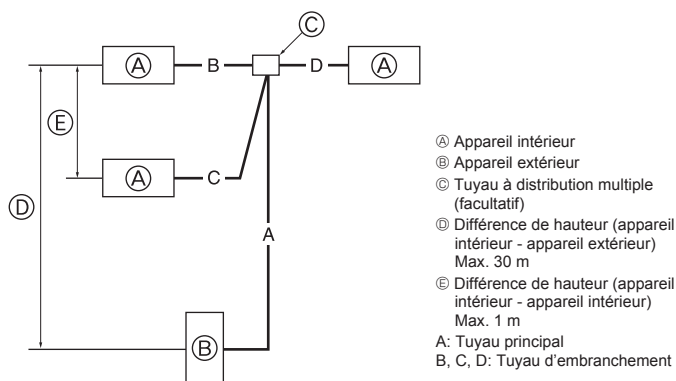 Ⓒ
Ⓐ B D Ⓐ
Ⓔ
Ⓐ C
Ⓓ
A
Ⓑ
Ⓐ Appareil intérieur
Ⓑ Appareil extérieur
Ⓒ Tuyau à distribution multiple
(facultatif)
Ⓓ Différence de hauteur (appareil
intérieur - appareil extérieur)
Max. 30 m
Ⓔ Différence de hauteur (appareil
intérieur - appareil intérieur)
Max. 1 m
A: Tuyau principal
B, C, D: Tuyau d'embranchement